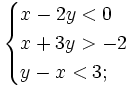 x − 2y < 0
x + 3y > −2
y − x < 3;